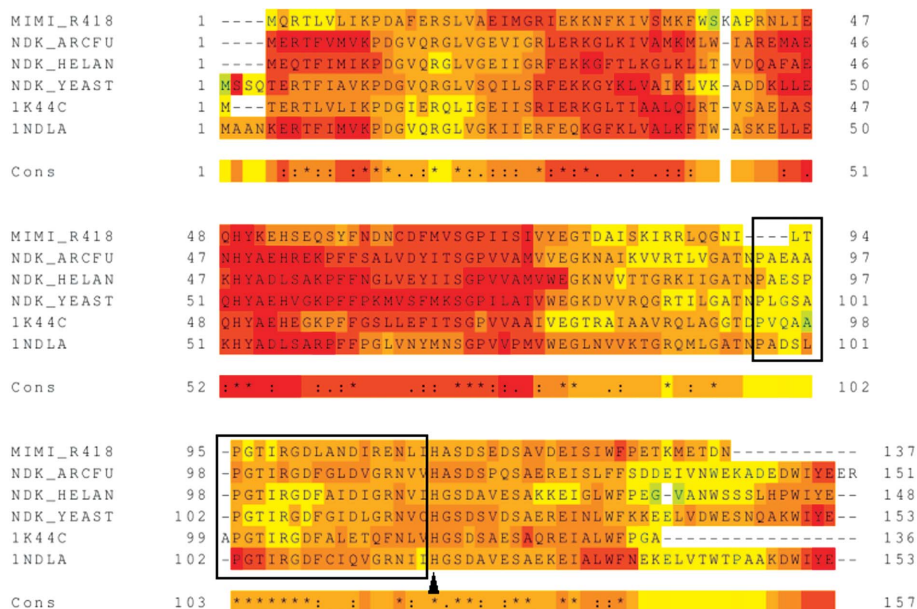 MIMI_R418 1 ----MQRTLVLIKPDAFERSLVAEIMGRIEKKNFKIVSMKFWSKAPRNLIE 47
NDK_ARCFU 1 ----MERTFVMVKPDGVQRGLVGEVIGRLERKGLKIVAMKMLWI-IAREMAE 46
NDK_HELAN 1 ----MEQTFIMIKPDGVQRGLVGEIIGRFEKKGFTLKGLKLLT-VDQAFAE 46
NDK_YEAST 1 MSSQTERTFIAVKPDGVQRGLVSQILSRFEKKGYKLVAIKLVK-ADDKLLE 50
1K44C 1 M---TERTLVLIKPDGIERQLIGEIISRIERKGLTIAALQLRT-VSAELAS 47
1NDLA 1 MAANKERTFIMVKPDGVQRGLVGKIIERFEQKGFKLVALKFTW-ASKELLE 50
Cons 1 ::*:: :**..:* *:.::: *:**:. .: .::: :. 51
MIMI_R418 48 QHYKEHSEQSYFNDNCDFMVSGPIISIVYEGTDAISKIRRLQGNI----LT 94
NDK_ARCFU 47 NHYAEHREKPFFSALVDYITSGPVVAMVVEGKNAIKVVRTLVGATNPAEAA 97
NDK_HELAN 47 KHYADLSAKPFFNGLVEYIISGPVVAMVWEGKNVVTTGRKIIGATNPAESP 97
NDK_YEAST 51 QHYAEHVGKPFFPKMVSFMKSGPILATVWEGKDVVRQGRTILGATNPLGSA 101
1K44C 48 QHYAEHEGKPFFGSLLEFITSGPVVAAIVEGTRAIAAVRQLAGGTDPVQAA 98
1NDLA 51 KHYADLSARPFFPGLVNYMNSGPVVPMVWEGLNVVKTGRQMLGATNPADSL 101
Cons 52 :** : :.:* .:: ***::. : ** .: * : * 102
MIMI_R418 95 -PGTIRGDLANDIRENLIHASDSEDSAVDEISIWFPETKMETDN----------- 137
NDK_ARCFU 98 -PGTIRGDFGLDVGRNVVHASDSPQSAEREISLFFSDDEIVNWEKADEDWIYEER 151
NDK_HELAN 98 -PGTIRGDFAIDIGRNVIHGSDAVESAKKEIGLWFPEG-VANWSSSLHPWIYE-- 148
NDK_YEAST 102 -PGTIRGDFGIDLGRNVCHGSDSVDSAEREINLWFKKEELVDWESNQAKWIYE-- 153
1K44C 99 APGTIRGDFALETQFNLVHGSDSAESAQREIALWFPGA--------------- 136
1NDLA 102 -PGTIRGDFCIQVGRNIIHGSDAVESAEKEIALWFNEKELVTWTPAAKDWIYE-- 153
Cons 103 *******: : *: *.**: :** ** ::* 157